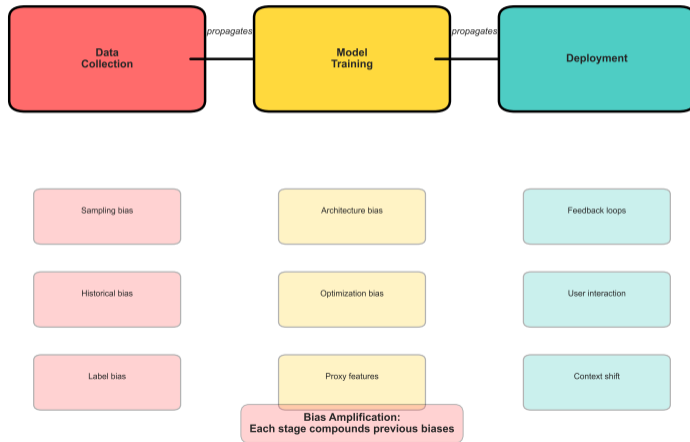 Data
Collection
propagates
Model
Training
propagates
Deployment
Sampling bias
Architecture bias
Feedback loops
Historical bias
Optimization bias
User interaction
Label bias
Proxy features
Context shift
Bias Amplification:
Each stage compounds previous biases